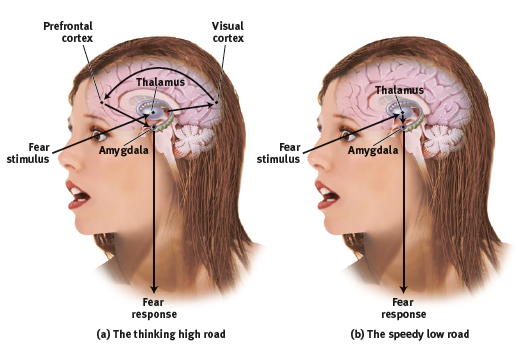 Prefrontal
cortex
Visual
cortex
Thalamus
Fear
stimulus
Amygdala
Fear
response
(a) The thinking high road
Thalamus
Fear
stimulus
Amygdala
Fear
response
(b) The speedy low road